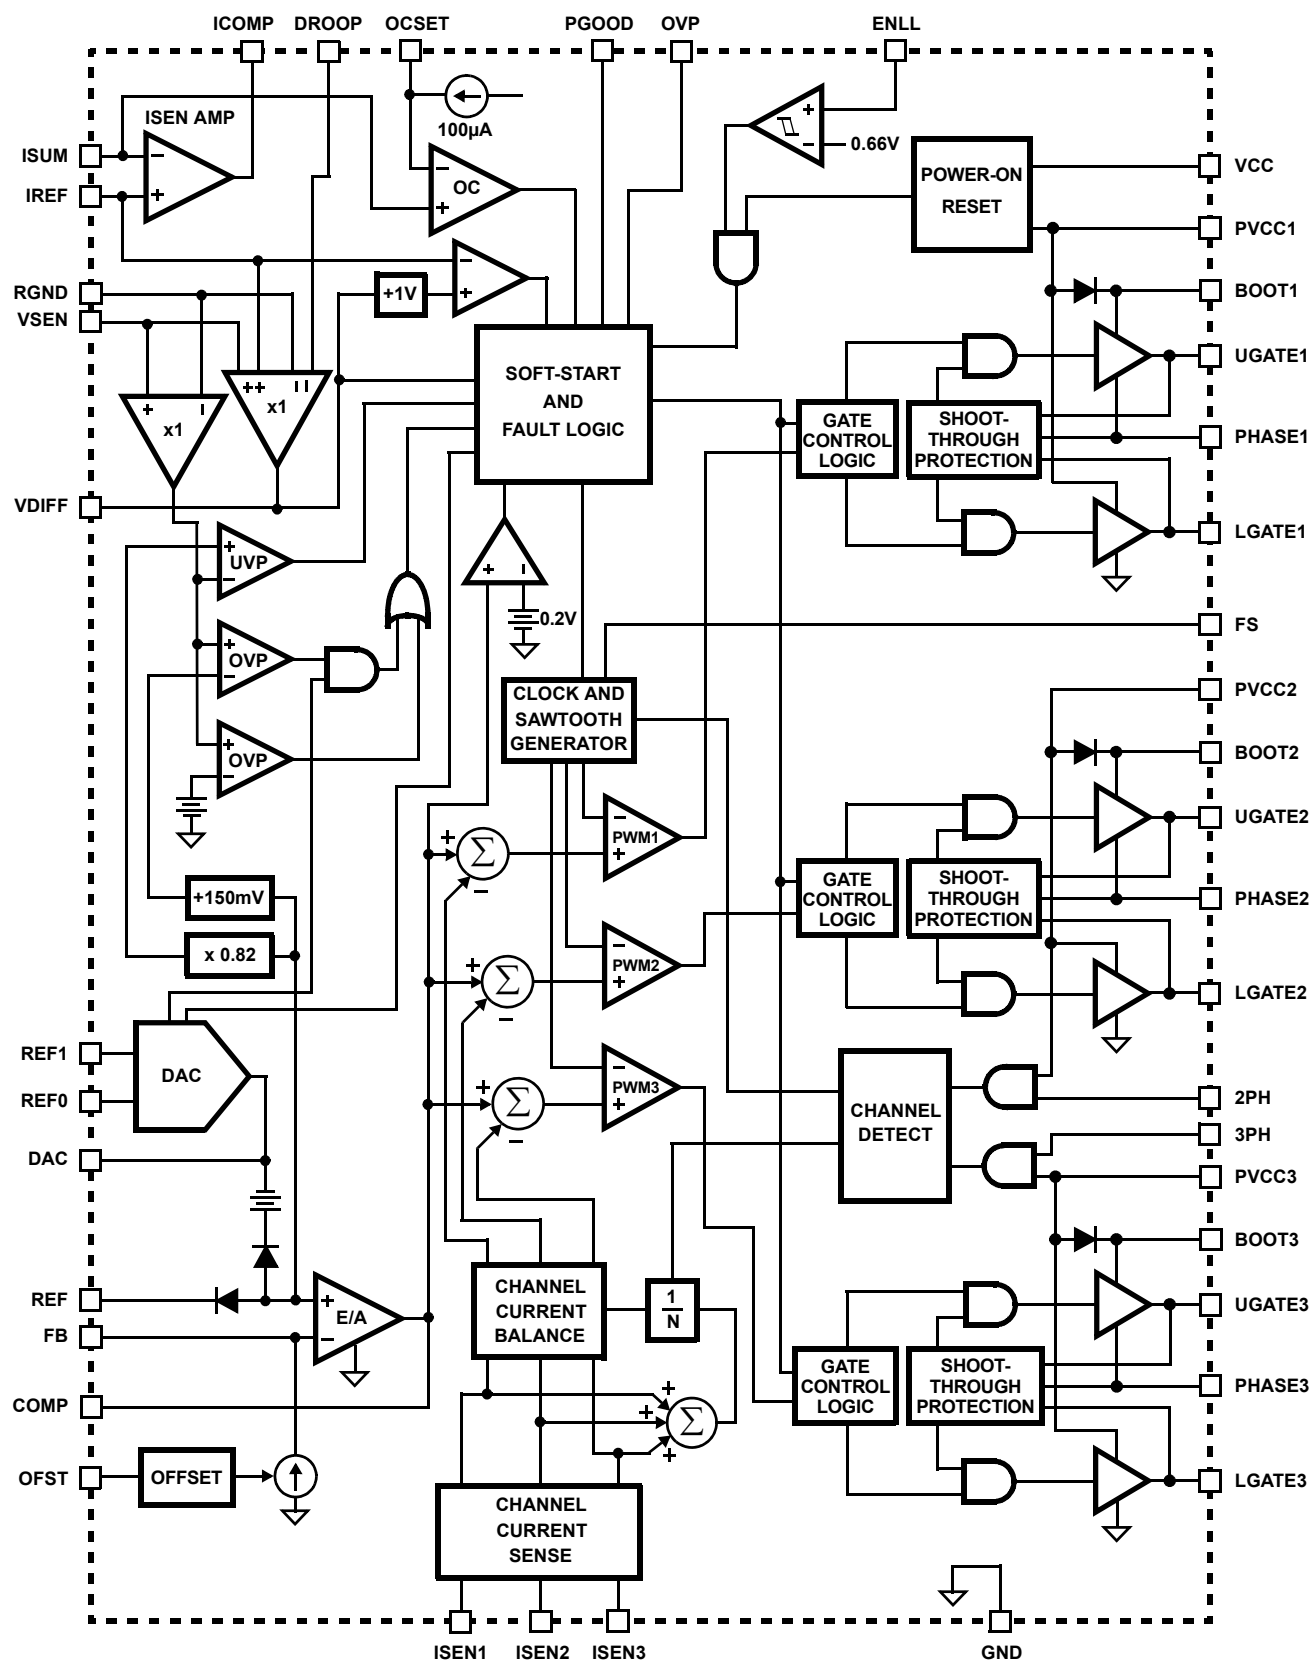 ICOMP DROOP OCSET PGOOD OVP ENLL
ISEN AMP
100µA
ISUM
−
+
IREF
−
+
OC
+
−
0.66V
POWER-ON
RESET
VCC
PVCC1
RGND
VSEN
+1V
−
+
BOOT1
UGATE1
PHASE1
LGATE1
+ −
x1
++ − −
x1
SOFT-START
AND
FAULT LOGIC
GATE
CONTROL
LOGIC
SHOOT-
THROUGH
PROTECTION
VDIFF
+
−
UVP
+ −
0.2V
+
−
OVP
+
−
OVP
FS
CLOCK AND
SAWTOOTH
GENERATOR
PVCC2
BOOT2
UGATE2
PHASE2
LGATE2
−
+
PWM1
+
Σ
−
GATE
CONTROL
LOGIC
SHOOT-
THROUGH
PROTECTION
+150mV
x 0.82
−
+
PWM2
+
Σ
−
REF1
REF0
DAC
DAC
−
+
PWM3
+
Σ
−
CHANNEL
DETECT
2PH
3PH
PVCC3
BOOT3
UGATE3
PHASE3
LGATE3
REF
FB
+
−
E/A
CHANNEL
CURRENT
BALANCE
1
N
GATE
CONTROL
LOGIC
SHOOT-
THROUGH
PROTECTION
COMP
+
+
+
Σ
OFST
OFFSET
CHANNEL
CURRENT
SENSE
ISEN1 ISEN2 ISEN3 GND